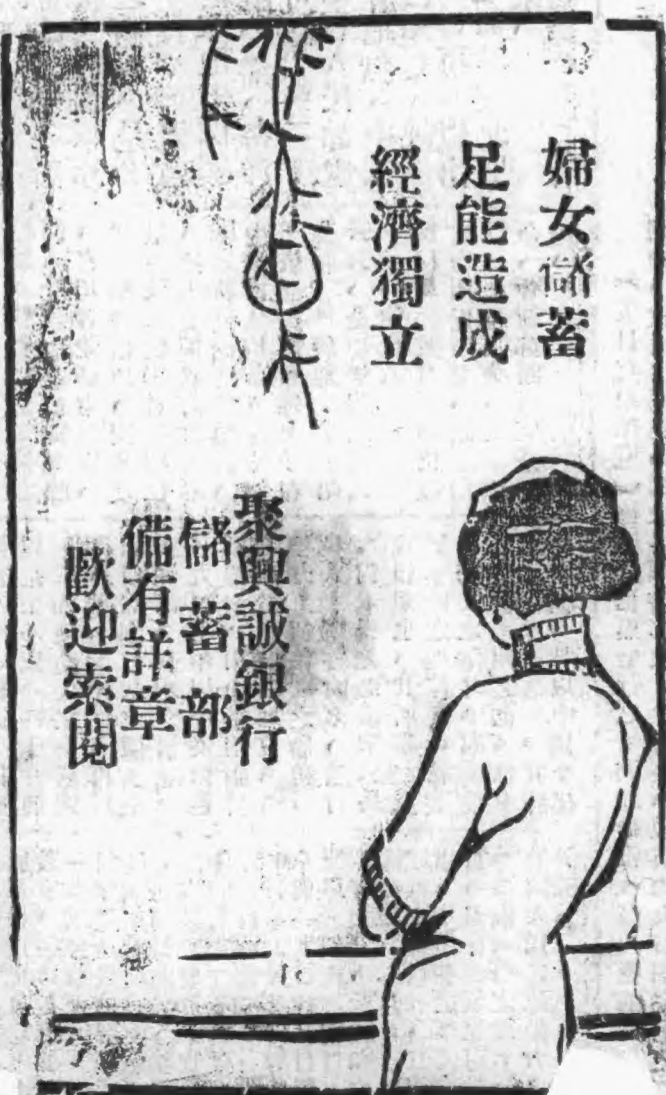 婦女儲蓄
足能造成
經濟獨立
聚興誠銀行
儲蓄部
備有詳章
歡迎索閱